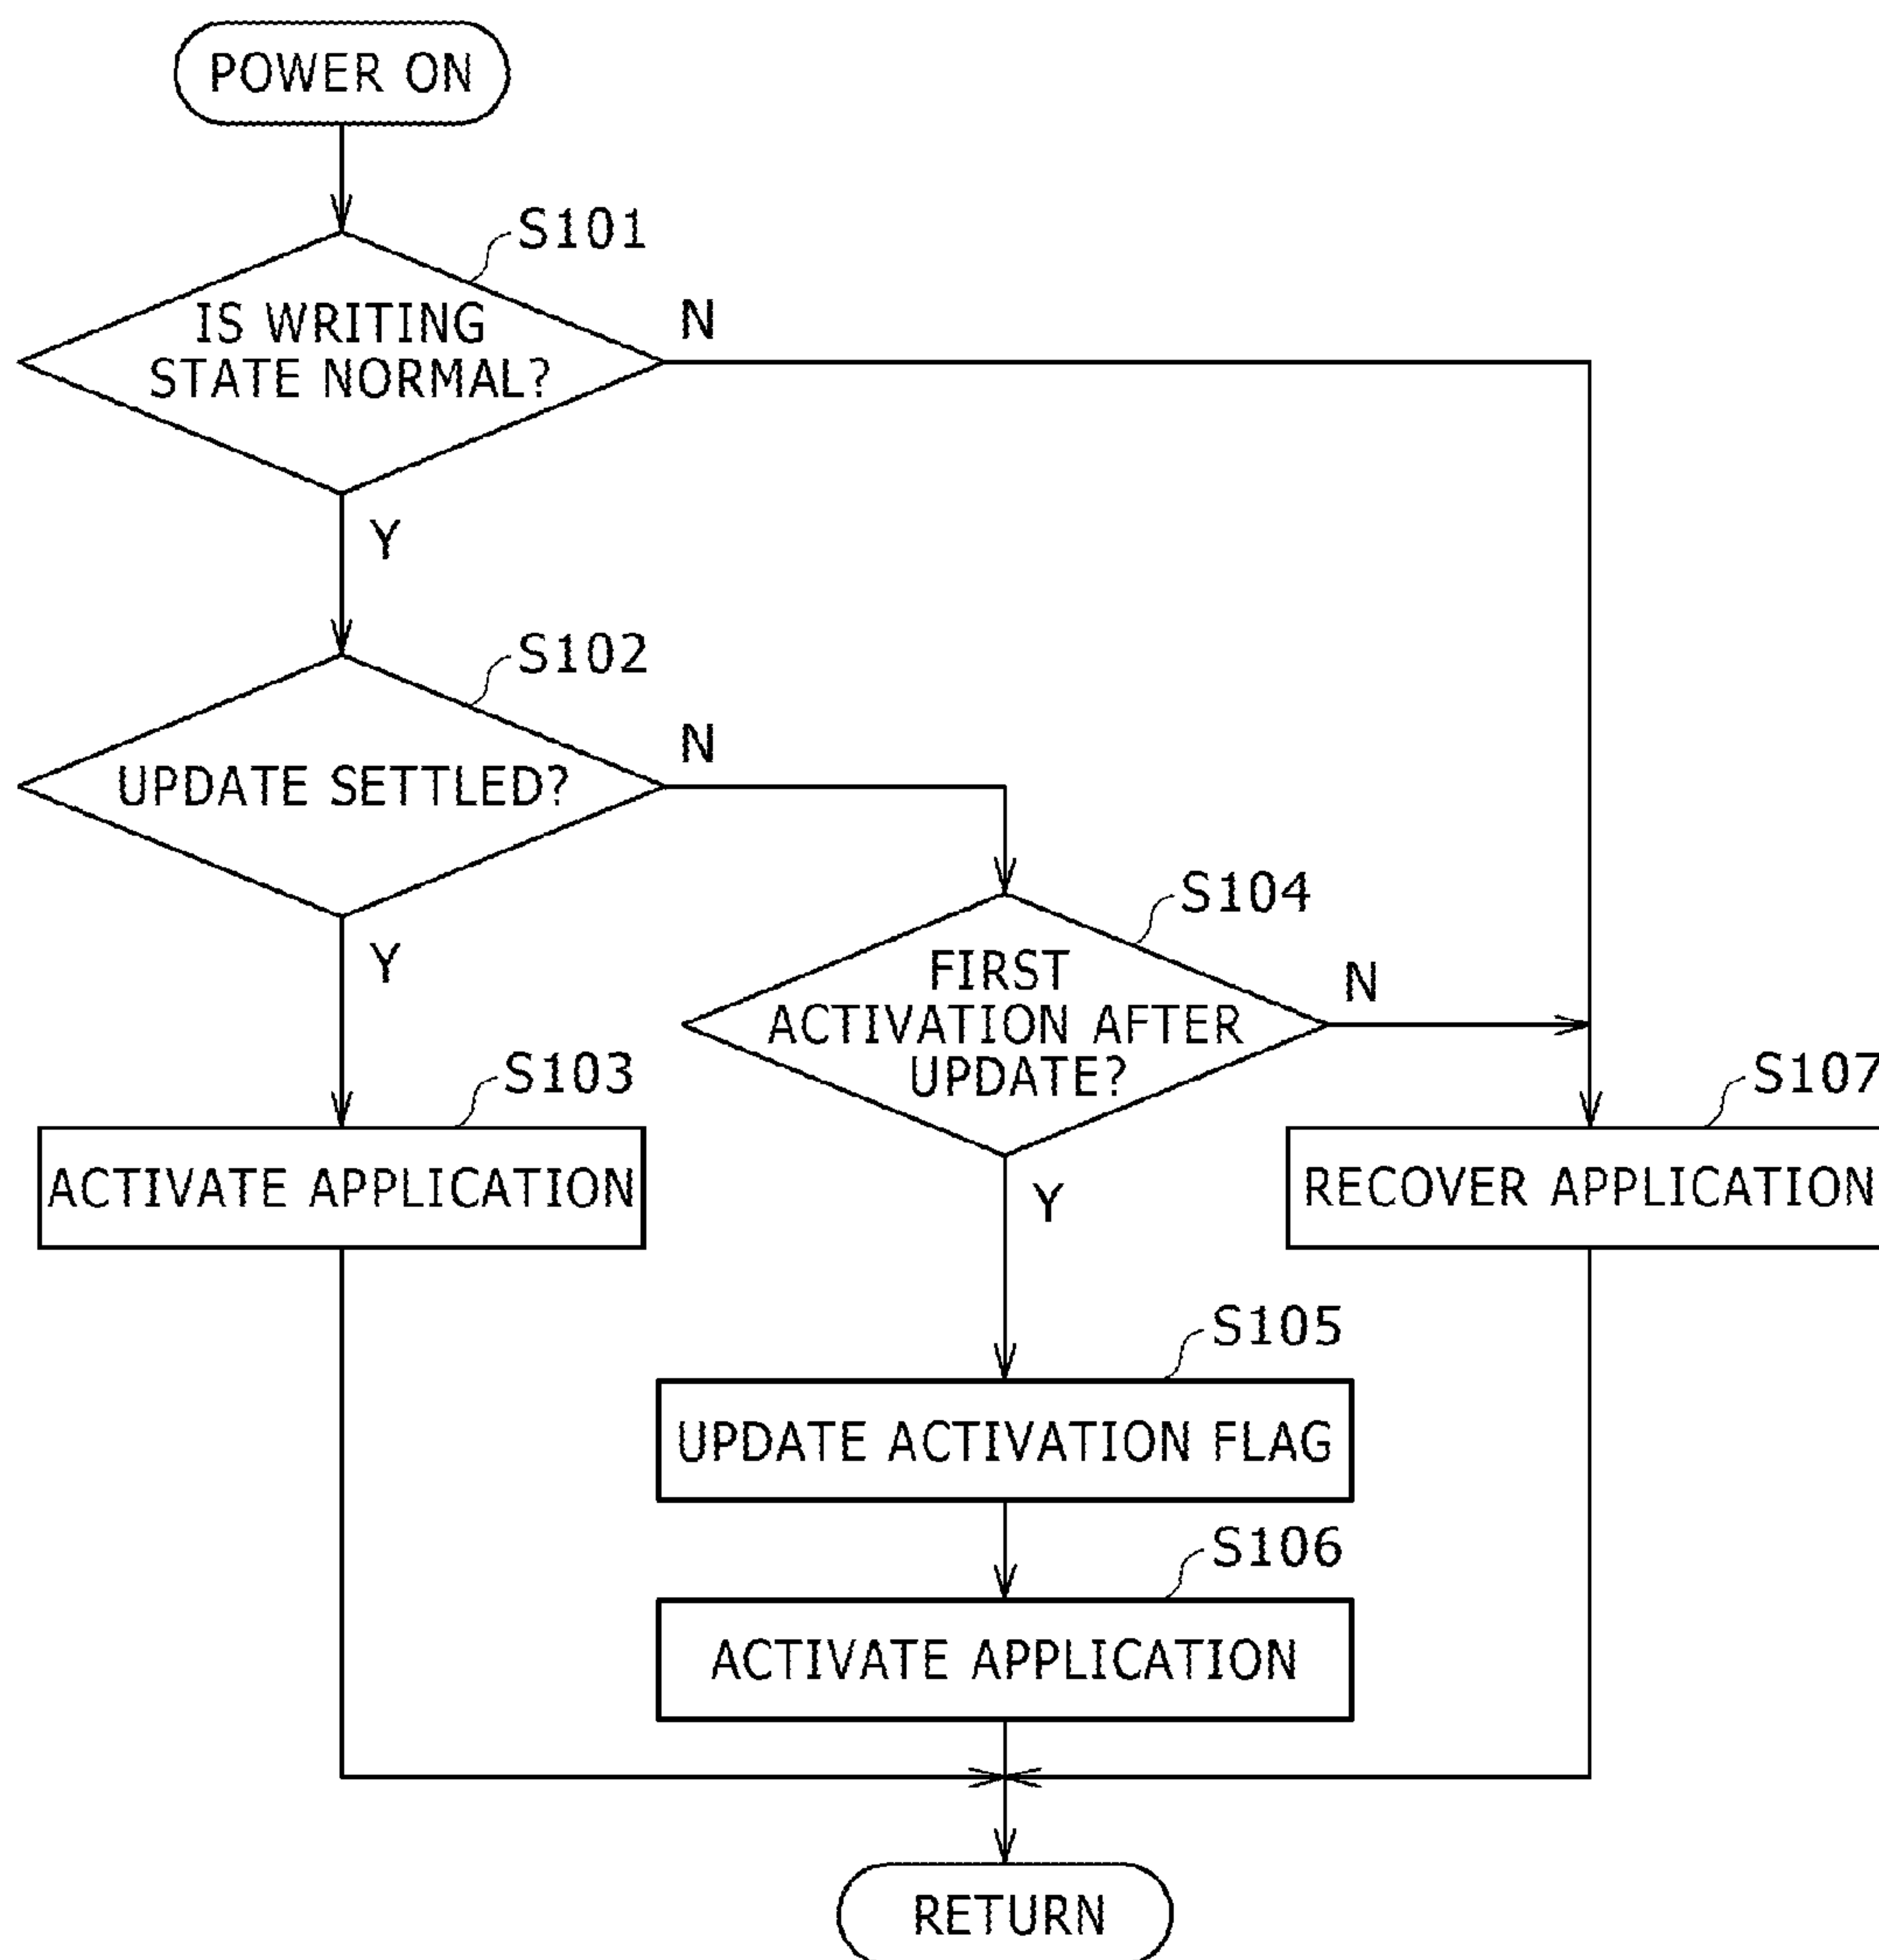 POWER ON
S101
IS WRITING
STATE NORMAL?
N
Y
S102
UPDATE SETTLED?
N
Y
S104
FIRST
ACTIVATION AFTER
UPDATE?
N
Y
S103
ACTIVATE APPLICATION
S107
RECOVER APPLICATION
S105
UPDATE ACTIVATION FLAG
S106
ACTIVATE APPLICATION
RETURN